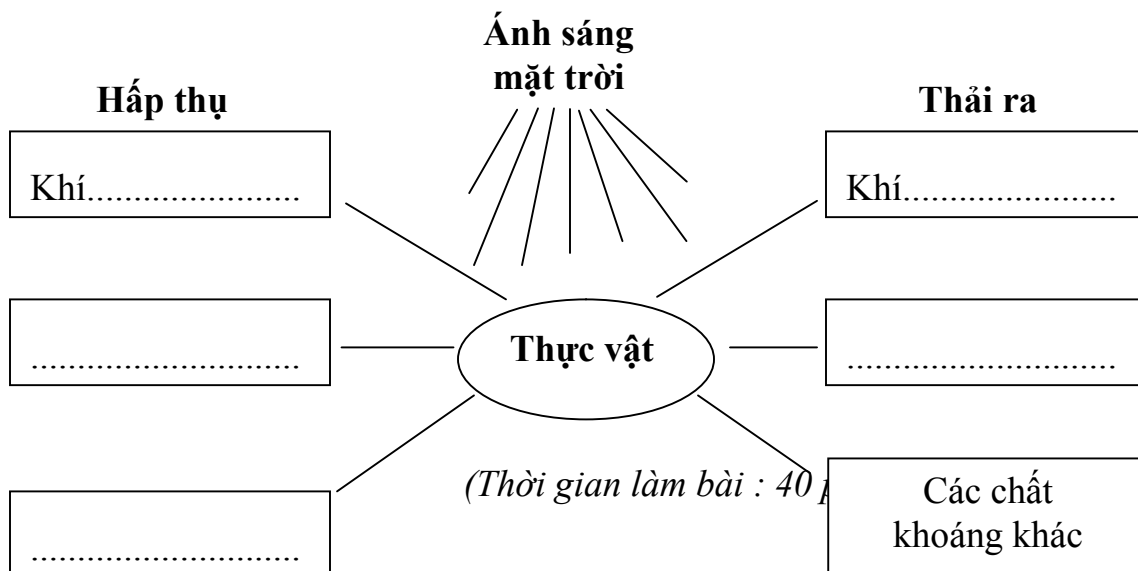 Ánh sáng
mặt trời
Hấp thụ
Thải ra
Khí.......................
Khí.......................
Thực vật
.............................
.............................
(Thời gian làm bài : 40
Các chất
khoáng khác
.............................